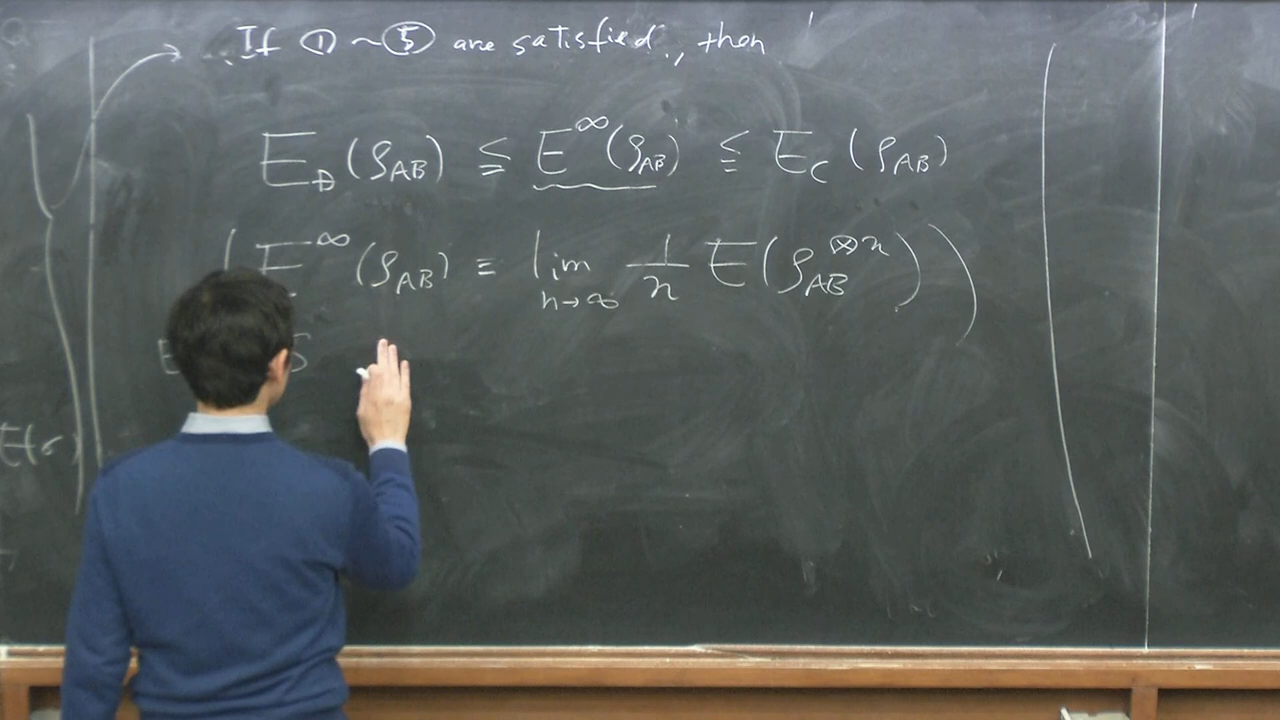 If ① ~ ⑤ are satisfied, then
E_D (ρ_AB) ≦ E^∞ (ρ_AB) ≦ E_C (ρ_AB)
( E^∞ (ρ_AB) ≡ lim_{n→∞} 1/n E(ρ_AB^{⊗n}) )
E(σ)